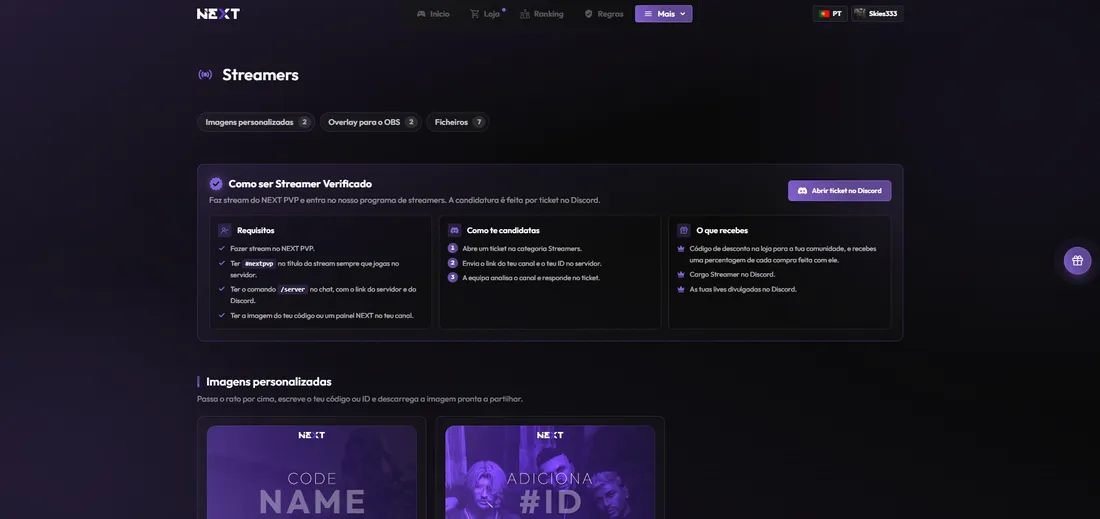 NEXT
Início
Loja
Ranking
Regras
Mais
PT
Skies333
Streamers
Imagens personalizadas 2
Overlay para o OBS 2
Ficheiros 7
Como ser Streamer Verificado
Faz stream do NEXT PVP e entra no nosso programa de streamers. A candidatura é feita por ticket no Discord.
Abrir ticket no Discord
Requisitos
Fazer stream no NEXT PVP.
Ter #nextpvp no título da stream sempre que jogas no
servidor.
Ter o comando /server no chat, com o link do servidor e do
Discord.
Ter a imagem do teu código ou um painel NEXT no teu canal.
Como te candidatas
1 Abre um ticket na categoria Streamers.
2 Envia o link do teu canal e o teu ID no servidor.
3 A equipa analisa o canal e responde no ticket.
O que recebes
Código de desconto na loja para a tua comunidade, e recebes
uma percentagem de cada compra feita com ele.
Cargo Streamer no Discord.
As tuas lives divulgadas no Discord.
Imagens personalizadas
Passa o rato por cima, escreve o teu código ou ID e descarrega a imagem pronta a partilhar.
NEXT
CODE
NAME
NEXT
ADICIONA
#ID